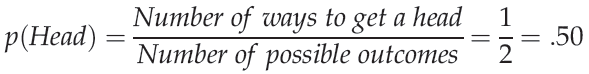 p(Head) = Number of ways to get a head / Number of possible outcomes = 1 / 2 = .50